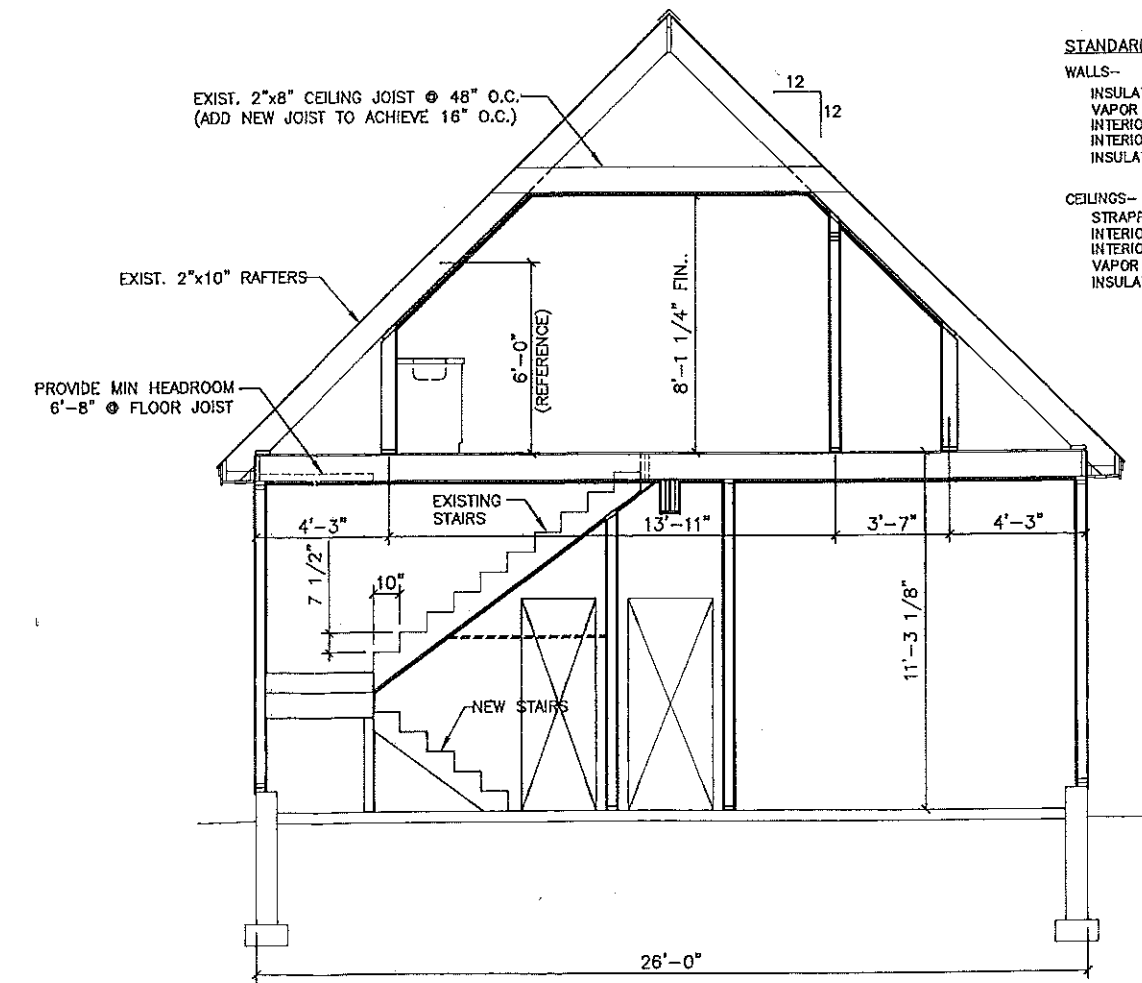 STANDARD
WALLS-
INSULAT
VAPOR
INTERIO
INTERIO
INSULAT
CEILINGS-
STRAPP
INTERIO
INTERIO
VAPOR
INSULAT
12
12
EXIST. 2"x8" CEILING JOIST @ 48" O.C.
(ADD NEW JOIST TO ACHIEVE 16" O.C.)
EXIST. 2"x10" RAFTERS
6'-0"
(REFERENCE)
8'-1 1/4" FIN..
PROVIDE MIN HEADROOM
6'-8" @ FLOOR JOIST
EXISTING
STAIRS
4'-3"
13'-11"
3'-7"
4'-3"
7 1/2"
10"
11'-3 1/8"
NEW STAIRS
26'-0"